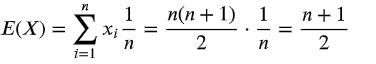 E(X) = \sum_{i=1}^{n} x_i \frac{1}{n} = \frac{n(n+1)}{2} \cdot \frac{1}{n} = \frac{n+1}{2}